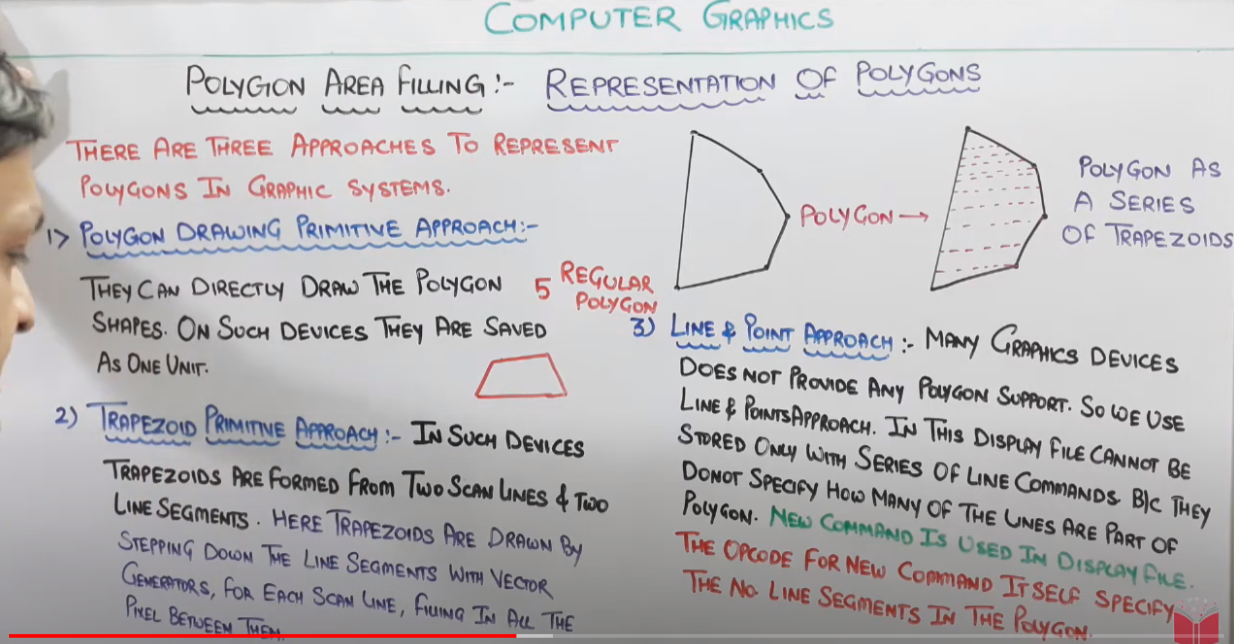 COMPUTER GRAPHICS
POLYGION AREA FILLING:- REPRESENTATION OF POLYGONS
THERE ARE THREE APPROACHES TO REPRESENT
POLYGONS IN GRAPHIC SYSTEMS.
1> POLYGON DRAWING PRIMITIVE APPROACH:-
THEY CAN DIRECTLY DRAW THE POLYGON
SHAPES. ON SUCH DEVICES THEY ARE SAVED
AS ONE UNIT.
5 REGULAR
POLYGON
2) TRAPEZOID PRIMITIVE APPROACH:- IN SUCH DEVICES
TRAPEZOIDS ARE FORMED FROM TWO SCAN LINES & TWO
LINE SEGMENTS. HERE TRAPEZOIDS ARE DRAWN BY
STEPPING DOWN THE LINE SEGMENTS WITH VECTOR
GENERATORS, FOR EACH SCAN LINE, FILLING IN ALL THE
PIXEL BETWEEN THEM.
POLYGON →
POLYGON AS
A SERIES
OF TRAPEZOIDS
3) LINE & POINT APPROACH:- MANY GRAPHICS DEVICES
DOES NOT PROVIDE ANY POLYGON SUPPORT. SO WE USE
LINE & POINTS APPROACH. IN THIS DISPLAY FILE CANNOT BE
STORED ONLY WITH SERIES OF LINE COMMANDS B/C THEY
DONOT SPECIFY HOW MANY OF THE LINES ARE PART OF
POLYGON. NEW COMMAND IS USED IN DISPLAY FILE.
THE OPCODE FOR NEW COMMAND ITSELF SPECIFY
THE NO. LINE SEGMENTS IN THE POLYGON.